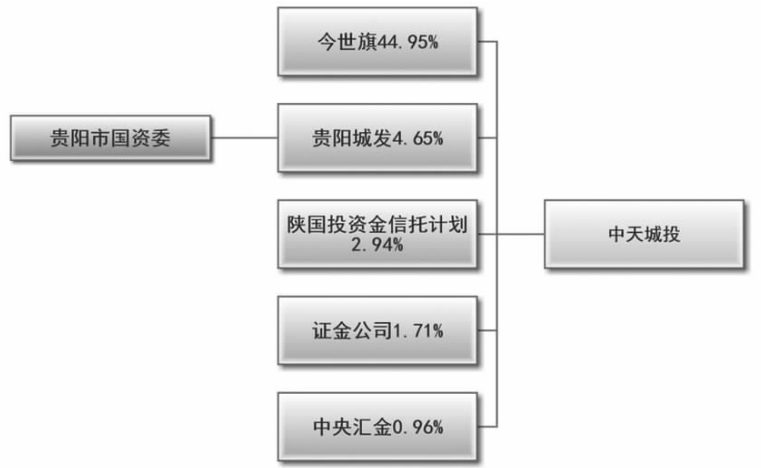 今世旗44.95%
贵阳市国资委
贵阳城发4.65%
陕国投资金信托计划
2.94%
中天城投
证金公司1.71%
中央汇金0.96%